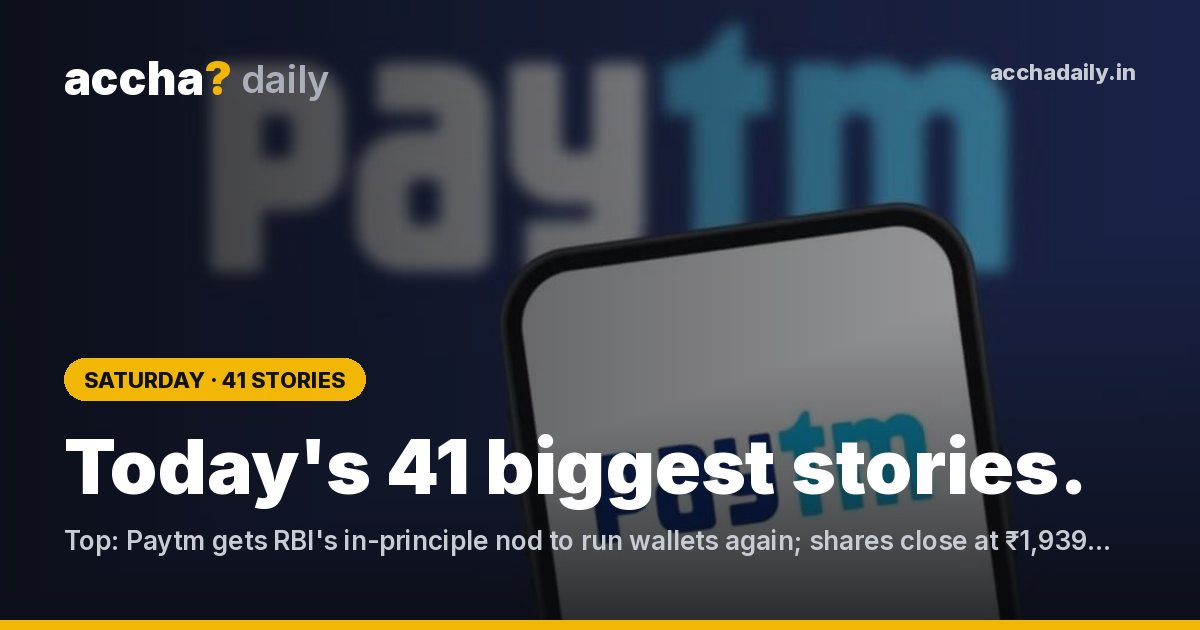 accha? daily
acchadaily.in
paytm
SATURDAY · 41 STORIES
Today's 41 biggest stories.
paytm
Top: Paytm gets RBI's in-principle nod to run wallets again; shares close at ₹1,939...